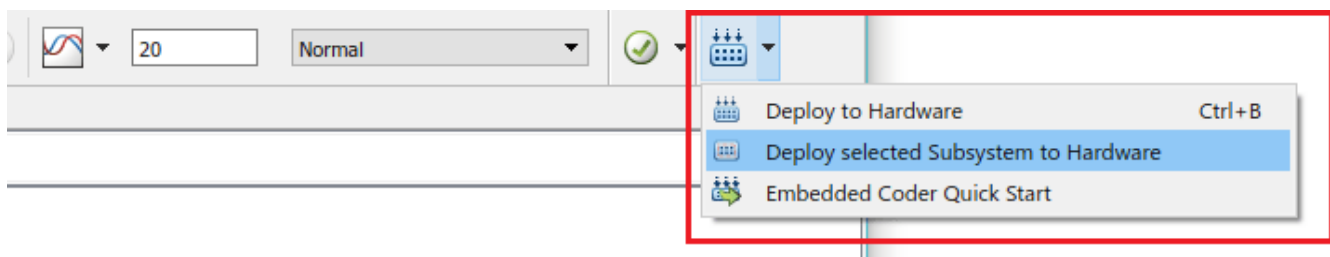 20
Normal
Deploy to Hardware Ctrl+B
Deploy selected Subsystem to Hardware
Embedded Coder Quick Start